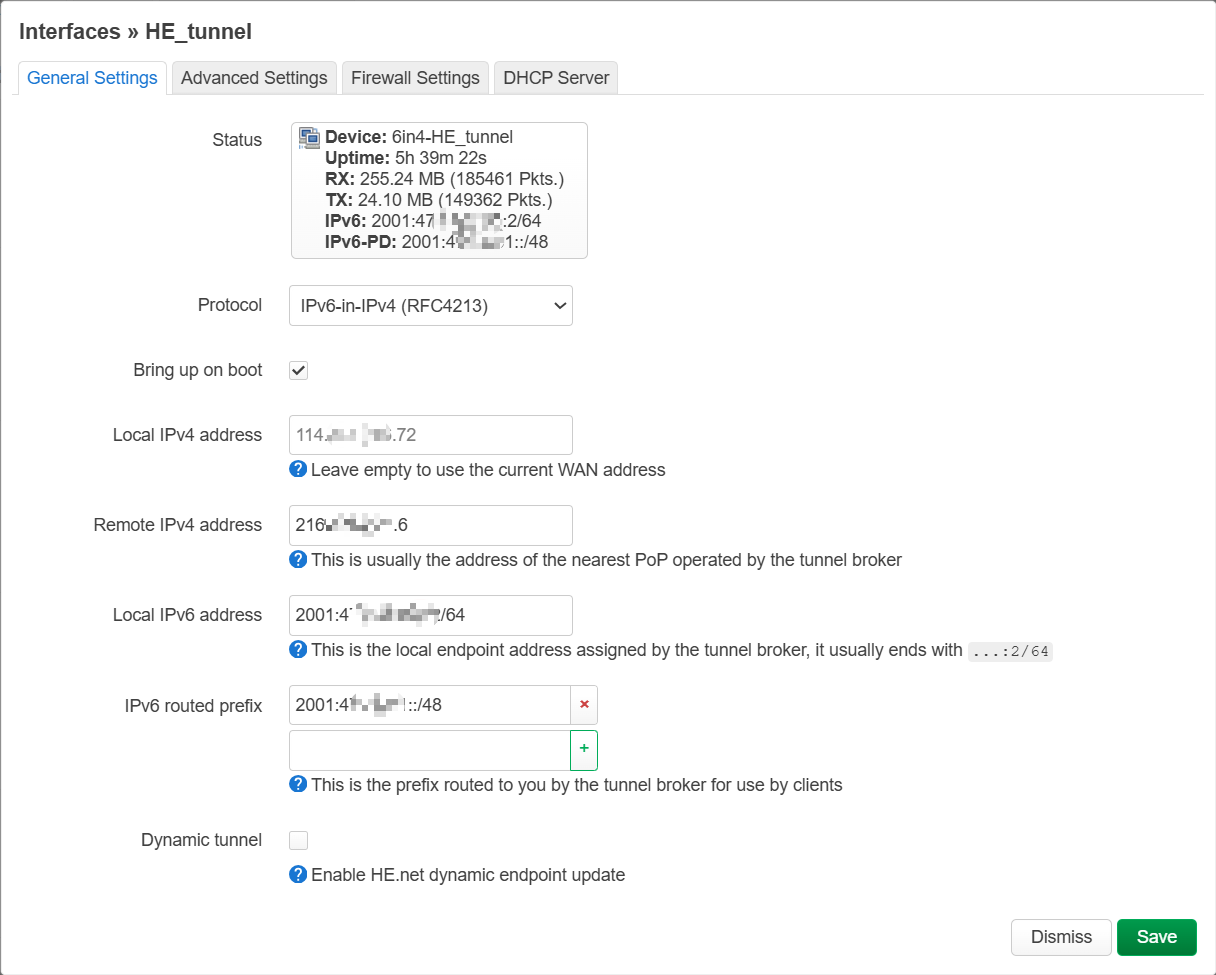 Interfaces » HE_tunnel
General Settings
Advanced Settings
Firewall Settings
DHCP Server
Status
Device: 6in4-HE_tunnel
Uptime: 5h 39m 22s
RX: 255.24 MB (185461 Pkts.)
TX: 24.10 MB (149362 Pkts.)
IPv6: 2001:47 :2/64
IPv6-PD: 2001:4 1::/48
Protocol
IPv6-in-IPv4 (RFC4213)
Bring up on boot
Local IPv4 address
114. .72
Leave empty to use the current WAN address
Remote IPv4 address
216 .6
This is usually the address of the nearest PoP operated by the tunnel broker
Local IPv6 address
2001:4 /64
This is the local endpoint address assigned by the tunnel broker, it usually ends with ...:2/64
IPv6 routed prefix
2001:4 ::/48
×
+
This is the prefix routed to you by the tunnel broker for use by clients
Dynamic tunnel
Enable HE.net dynamic endpoint update
Dismiss
Save